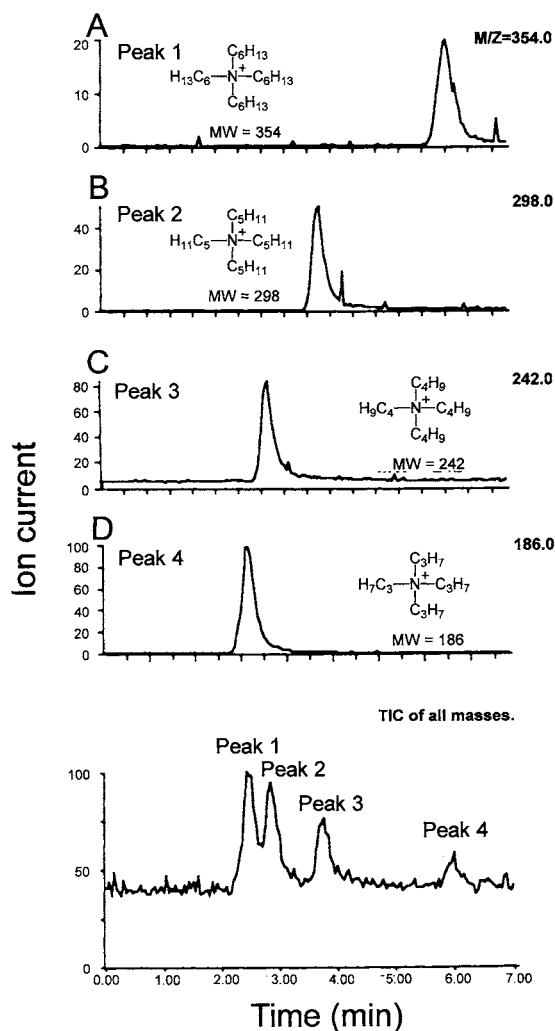 A
M/Z=354.0
Peak 1
C6H13
H13C6–N–C6H13
+
C6H13
MW = 354
20
10
0
B
298.0
Peak 2
C5H11
H11C5–N–C5H11
+
C5H11
MW = 298
40
20
0
C
242.0
Peak 3
C4H9
H9C4–N–C4H9
+
C4H9
MW = 242
80
60
40
20
0
D
186.0
Peak 4
C3H7
H7C3–N–C3H7
+
C3H7
MW = 186
100
80
60
40
20
0
Ion current
TIC of all masses.
Peak 1
Peak 2
Peak 3
Peak 4
100
50
0
0.00 1.00 2.00 3.00 4.00 5.00 6.00 7.00
Time (min)